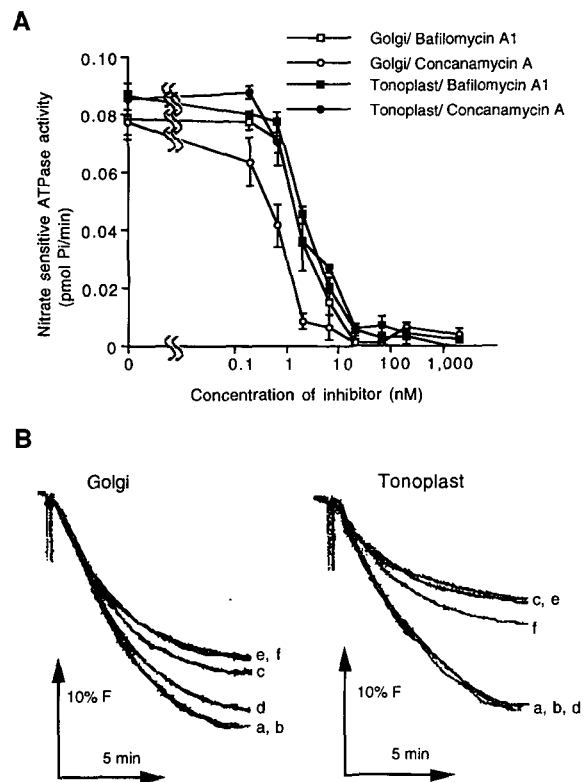 A
Golgi/ Bafilomycin A1
Golgi/ Concanamycin A
Tonoplast/ Bafilomycin A1
Tonoplast/ Concanamycin A
Nitrate sensitive ATPase activity
(pmol Pi/min)
0.10
0.08
0.06
0.04
0.02
0
0 0.1 1 10 100 1,000
Concentration of inhibitor (nM)
B
Golgi
Tonoplast
e, f
c
d
a, b
10% F
5 min
c, e
f
a, b, d
10% F
5 min